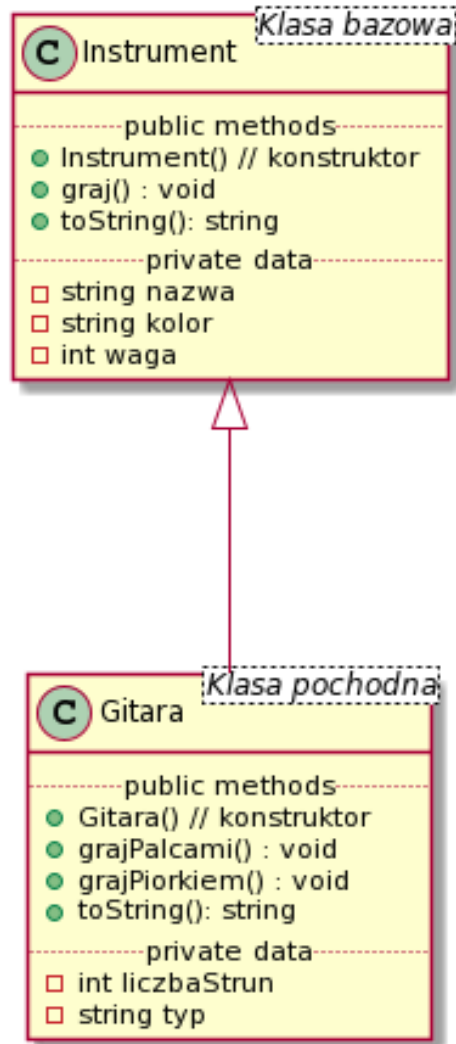 Klasa bazowa
C Instrument
public methods
Instrument() // konstruktor
graj() : void
toString(): string
private data
string nazwa
string kolor
int waga
Klasa pochodna
C Gitara
public methods
Gitara() // konstruktor
grajPalcami() : void
grajPiorkiem() : void
toString(): string
private data
int liczbaStrun
string typ